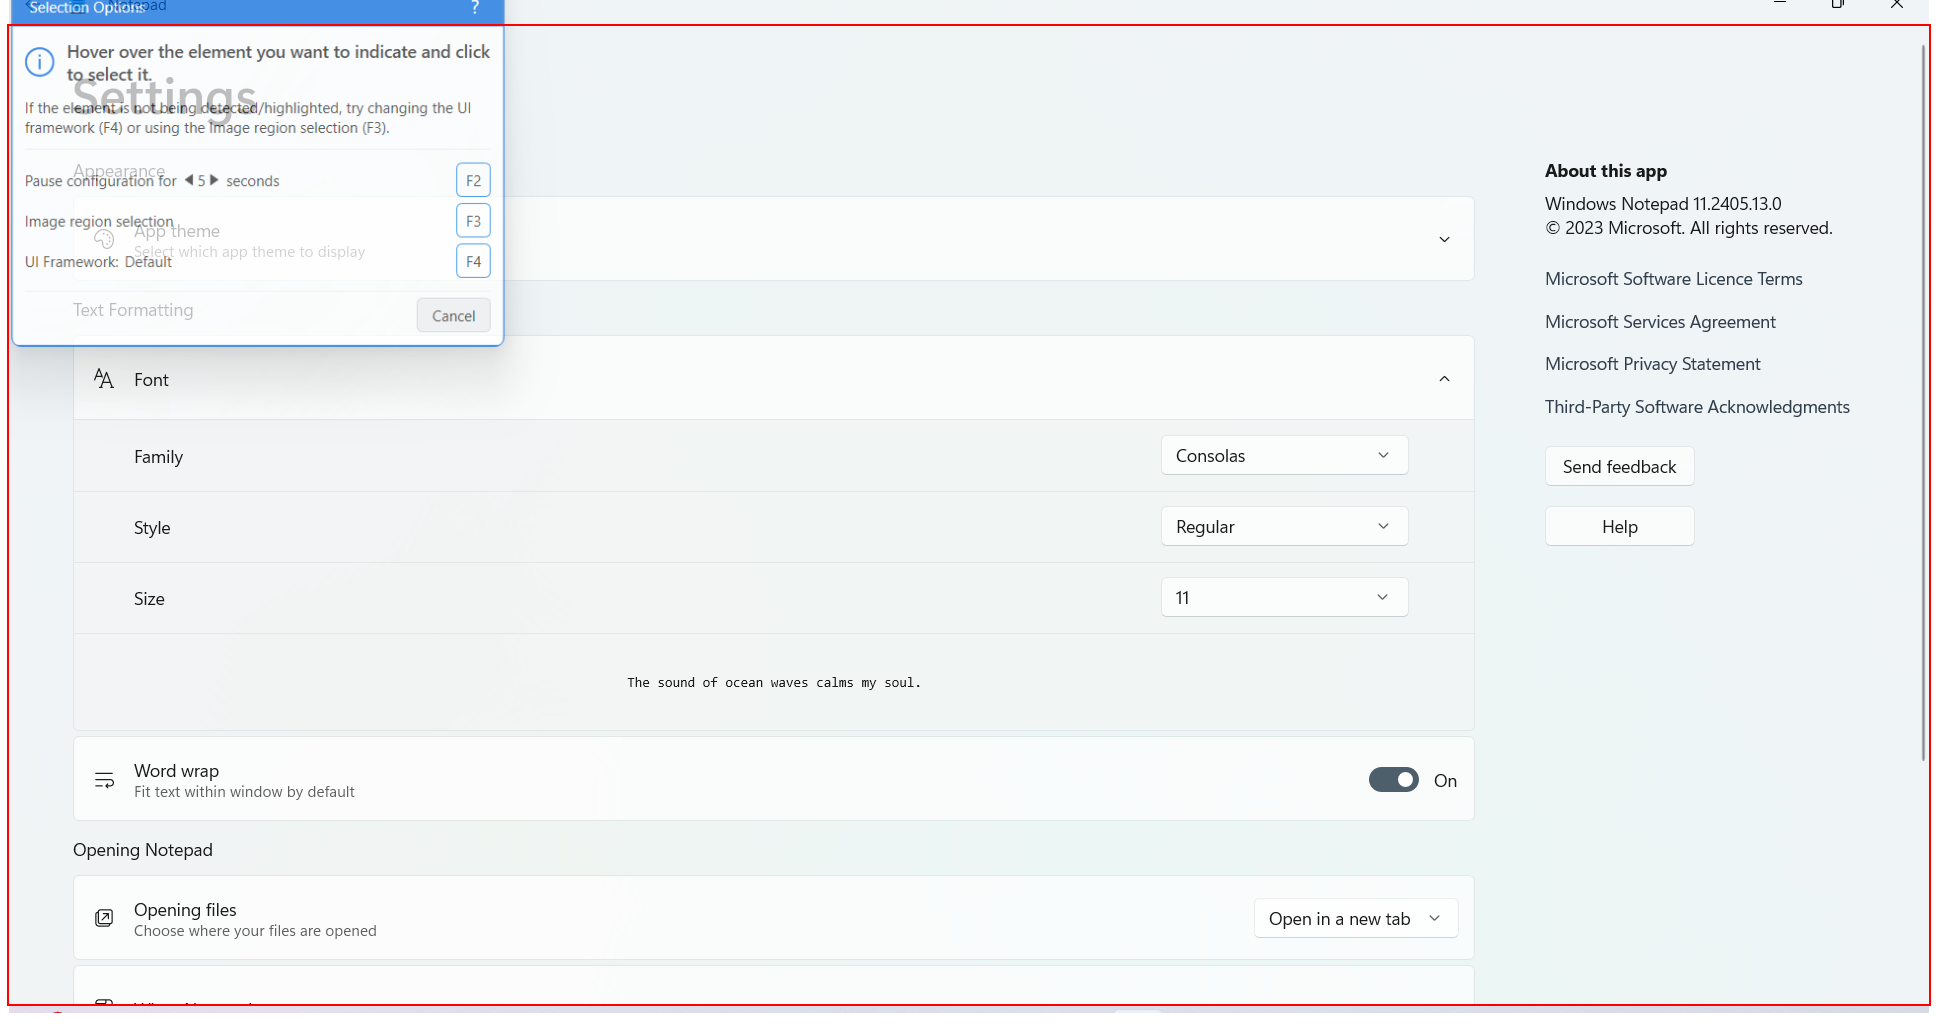 Notepad
Selection Options ?
Hover over the element you want to indicate and click
to select it.
Settings
If the element is not being detected/highlighted, try changing the UI
framework (F4) or using the Image region selection (F3).
Appearance
Pause configuration for 5 seconds F2
Image region selection F3
App theme
Select which app theme to display
UI Framework: Default F4
Text Formatting
Cancel
Font
Family Consolas
Style Regular
Size 11
The sound of ocean waves calms my soul.
Word wrap
Fit text within window by default
On
Opening Notepad
Opening files
Choose where your files are opened
Open in a new tab
About this app
Windows Notepad 11.2405.13.0
© 2023 Microsoft. All rights reserved.
Microsoft Software Licence Terms
Microsoft Services Agreement
Microsoft Privacy Statement
Third-Party Software Acknowledgments
Send feedback
Help